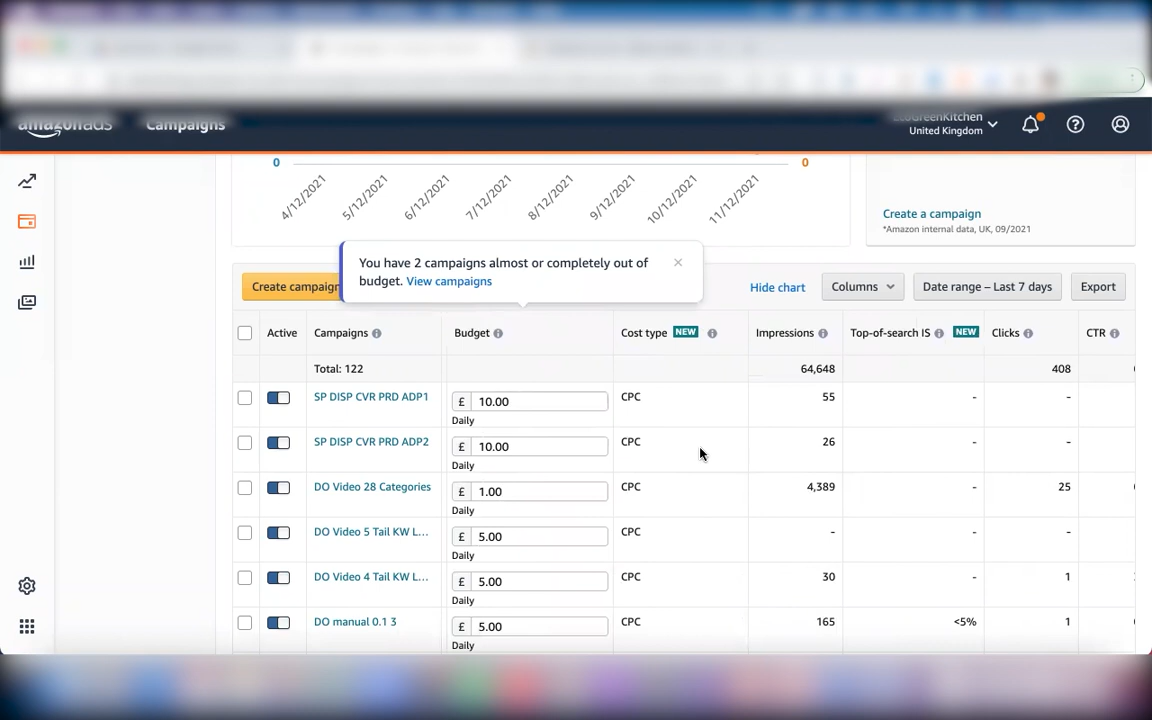 amazonads Campaigns
EcoGreenKitchen
United Kingdom
0 0
4/12/2021 5/12/2021 6/12/2021 7/12/2021 8/12/2021 9/12/2021 10/12/2021 11/12/2021
Create a campaign
*Amazon internal data, UK, 09/2021
You have 2 campaigns almost or completely out of
budget. View campaigns
Create campaign Hide chart Columns Date range – Last 7 days Export
Active Campaigns Budget Cost type NEW Impressions Top-of-search IS NEW Clicks CTR
Total: 122 64,648 408
SP DISP CVR PRD ADP1 £ 10.00 CPC 55 - -
Daily
SP DISP CVR PRD ADP2 £ 10.00 CPC 26 - -
Daily
DO Video 28 Categories £ 1.00 CPC 4,389 - 25
Daily
DO Video 5 Tail KW L... £ 5.00 CPC - - -
Daily
DO Video 4 Tail KW L... £ 5.00 CPC 30 - 1
Daily
DO manual 0.1 3 £ 5.00 CPC 165 <5% 1
Daily